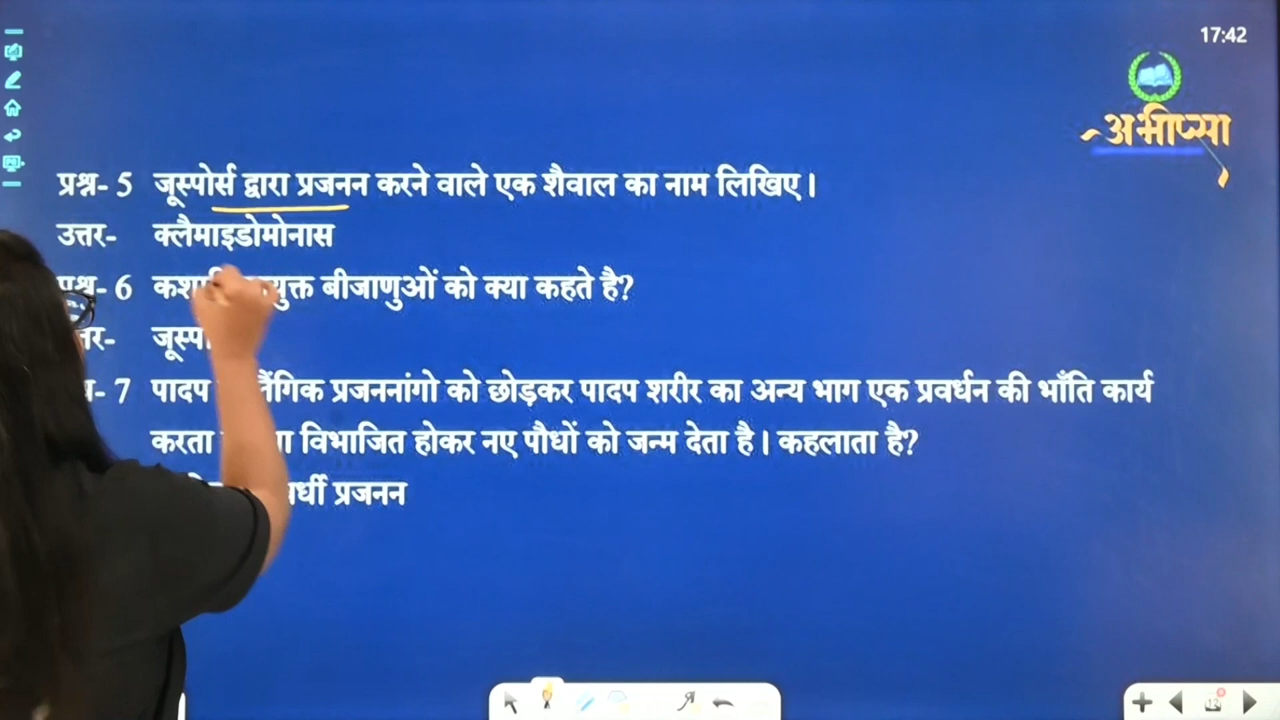 17:42
अभीप्सा
प्रश्न- 5 जूस्पोर्स द्वारा प्रजनन करने वाले एक शैवाल का नाम लिखिए।
उत्तर- क्लैमाइडोमोनास
प्रश्न- 6 बीजाणुओं को क्या कहते है?
7 पादप प्रजननांगो को छोड़कर पादप शरीर का अन्य भाग एक प्रवर्धन की भाँति कार्य
करता विभाजित होकर नए पौधों को जन्म देता है। कहलाता है?
प्रजनन